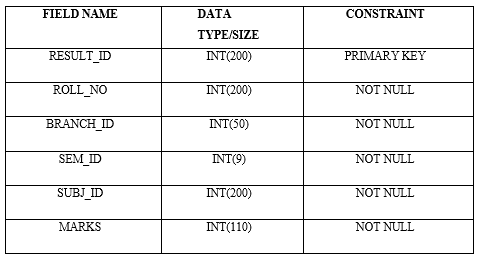 FIELD NAME DATA TYPE/SIZE CONSTRAINT
RESULT_ID INT(200) PRIMARY KEY
ROLL_NO INT(200) NOT NULL
BRANCH_ID INT(50) NOT NULL
SEM_ID INT(9) NOT NULL
SUBJ_ID INT(200) NOT NULL
MARKS INT(110) NOT NULL